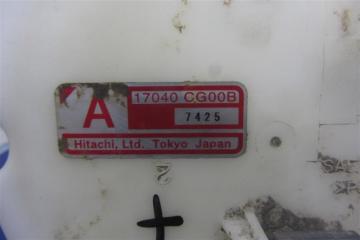 A
17040 CG00B
7425
Hitachi, Ltd. Tokyo Japan